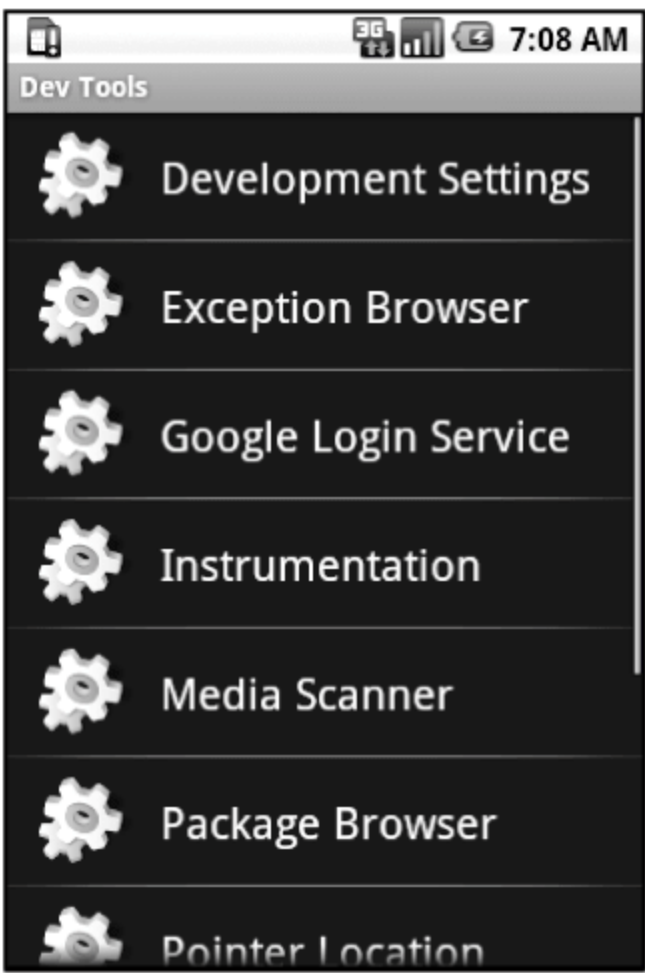 3G 7:08 AM
Dev Tools
Development Settings
Exception Browser
Google Login Service
Instrumentation
Media Scanner
Package Browser
Pointer Location